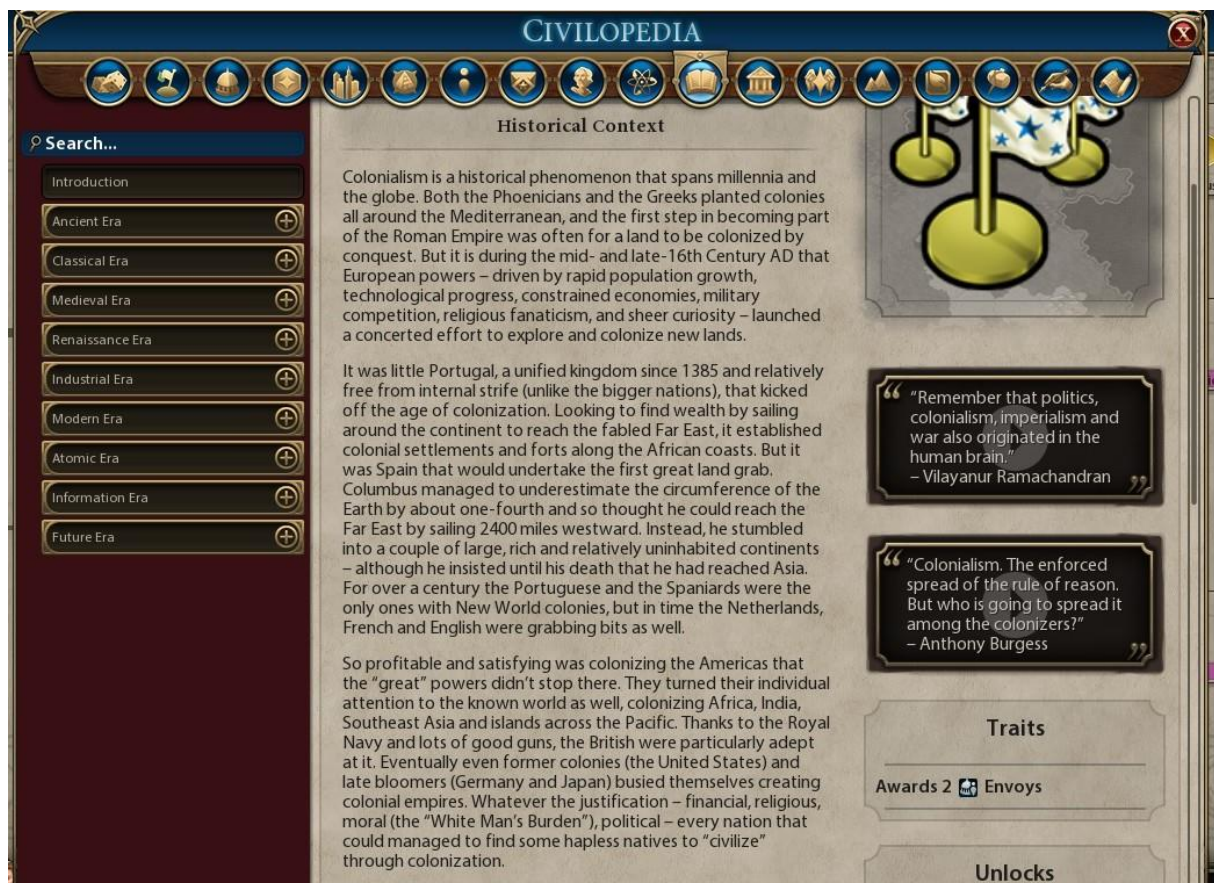 CIVILOPEDIA
X
Search...
Introduction
Ancient Era
Classical Era
Medieval Era
Renaissance Era
Industrial Era
Modern Era
Atomic Era
Information Era
Future Era
Historical Context
Colonialism is a historical phenomenon that spans millennia and
the globe. Both the Phoenicians and the Greeks planted colonies
all around the Mediterranean, and the first step in becoming part
of the Roman Empire was often for a land to be colonized by
conquest. But it is during the mid- and late-16th Century AD that
European powers – driven by rapid population growth,
technological progress, constrained economies, military
competition, religious fanaticism, and sheer curiosity – launched
a concerted effort to explore and colonize new lands.
It was little Portugal, a unified kingdom since 1385 and relatively
free from internal strife (unlike the bigger nations), that kicked
off the age of colonization. Looking to find wealth by sailing
around the continent to reach the fabled Far East, it established
colonial settlements and forts along the African coasts. But it
was Spain that would undertake the first great land grab.
Columbus managed to underestimate the circumference of the
Earth by about one-fourth and so thought he could reach the
Far East by sailing 2400 miles westward. Instead, he stumbled
into a couple of large, rich and relatively uninhabited continents
– although he insisted until his death that he had reached Asia.
For over a century the Portuguese and the Spaniards were the
only ones with New World colonies, but in time the Netherlands,
French and English were grabbing bits as well.
So profitable and satisfying was colonizing the Americas that
the “great” powers didn’t stop there. They turned their individual
attention to the known world as well, colonizing Africa, India,
Southeast Asia and islands across the Pacific. Thanks to the Royal
Navy and lots of good guns, the British were particularly adept
at it. Eventually even former colonies (the United States) and
late bloomers (Germany and Japan) busied themselves creating
colonial empires. Whatever the justification – financial, religious,
moral (the “White Man’s Burden”), political – every nation that
could managed to find some hapless natives to “civilize”
through colonization.
“Remember that politics,
colonialism, imperialism and
war also originated in the
human brain.”
– Vilayanur Ramachandran
“Colonialism. The enforced
spread of the rule of reason.
But who is going to spread it
among the colonizers?”
– Anthony Burgess
Traits
Awards 2 Envoys
Unlocks